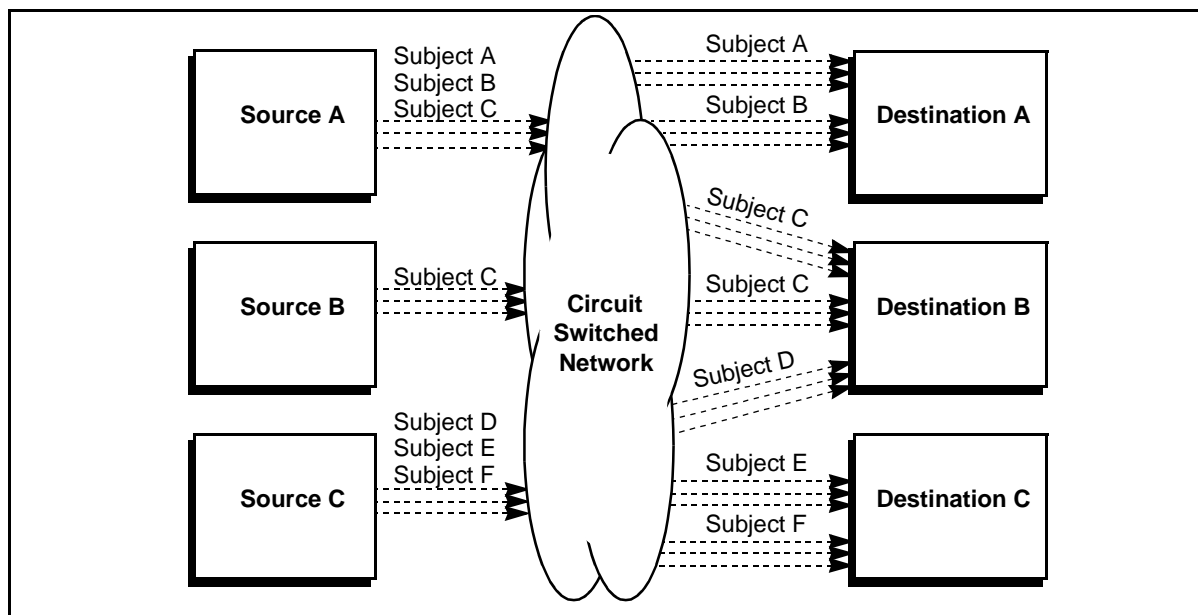 Subject A
Subject B
Subject C
Source A
Subject A
Subject B
Destination A
Subject C
Source B
Circuit
Switched
Network
Subject C
Subject C
Subject D
Destination B
Subject D
Subject E
Subject F
Source C
Subject E
Subject F
Destination C